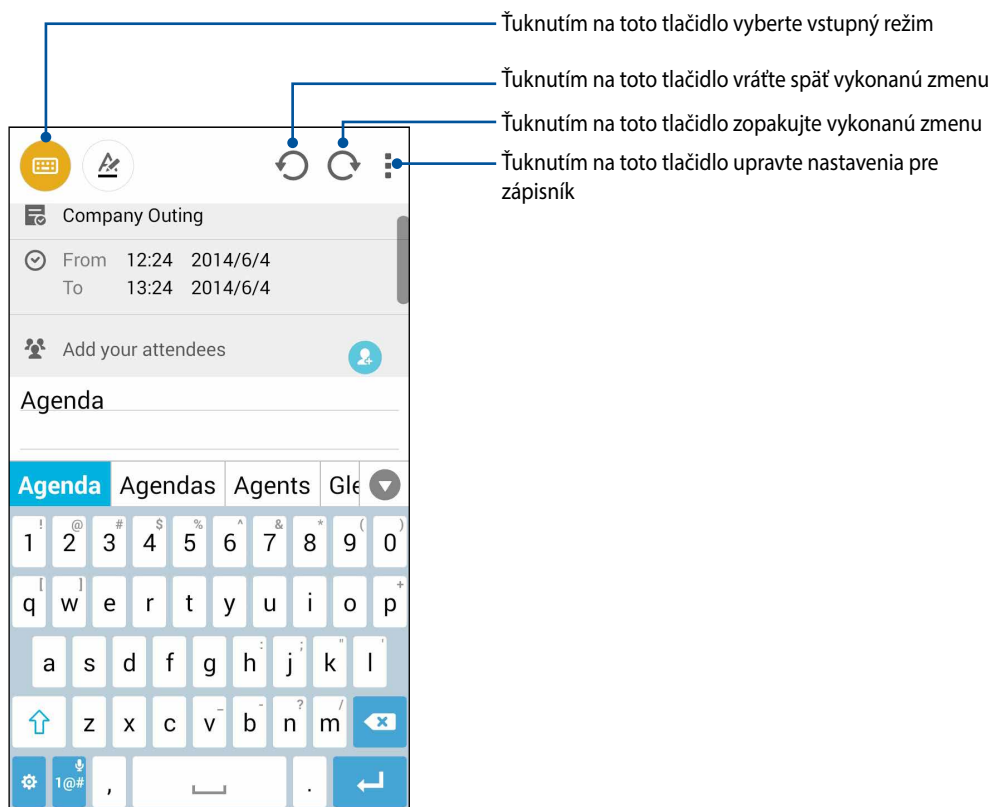 Ťuknutím na toto tlačidlo vyberte vstupný režim
Ťuknutím na toto tlačidlo vráťte späť vykonanú zmenu
Ťuknutím na toto tlačidlo zopakujte vykonanú zmenu
Ťuknutím na toto tlačidlo upravte nastavenia pre
zápisník
Company Outing
From 12:24 2014/6/4
To 13:24 2014/6/4
Add your attendees
Agenda
Agenda Agendas Agents Gle
! @ # $ % ^ & * ( )
1 2 3 4 5 6 7 8 9 0
[ ] +
q w e r t y u i o p
: ; " '
a s d f g h j k l
_ - ? /
z x c v b n m
1@# , .